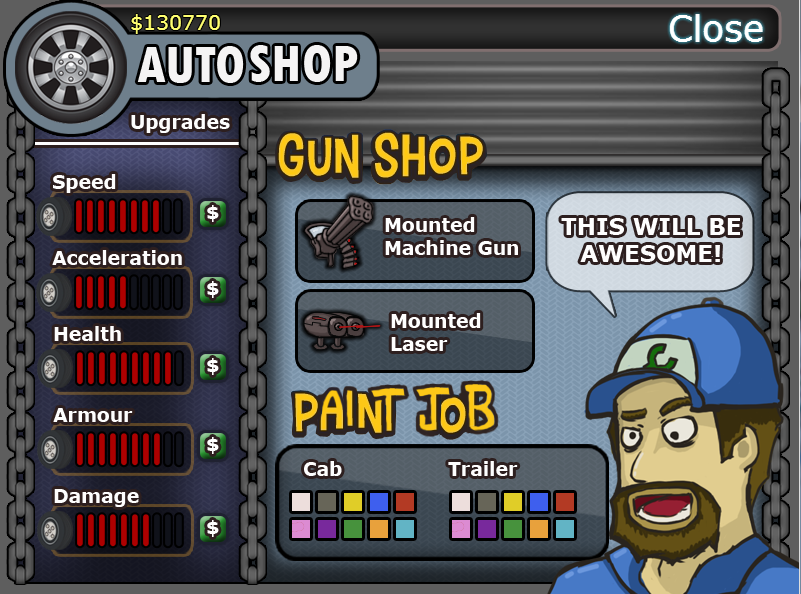 $130770
Close
AUTOSHOP
Upgrades
Speed
$
Acceleration
$
Health
$
Armour
$
Damage
$
GUN SHOP
Mounted
Machine Gun
Mounted
Laser
THIS WILL BE
AWESOME!
C
PAINT JOB
Cab
Trailer